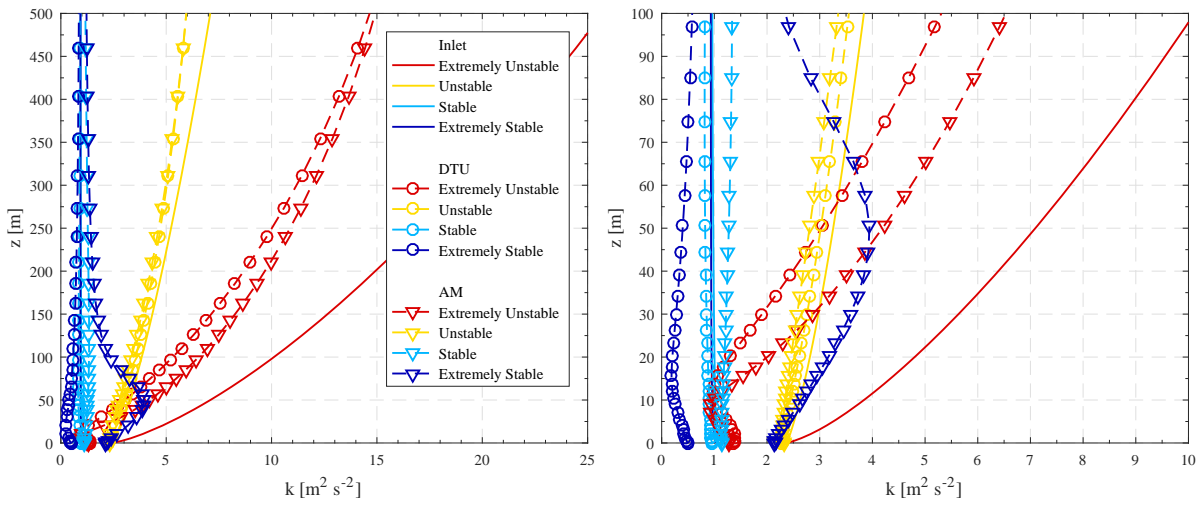 500
450
400
350
300
250
200
150
100
50
0
z [m]
0 5 10 15 20 25
k [m² s⁻²]
Inlet
Extremely Unstable
Unstable
Stable
Extremely Stable
DTU
Extremely Unstable
Unstable
Stable
Extremely Stable
AM
Extremely Unstable
Unstable
Stable
Extremely Stable
100
90
80
70
60
50
40
30
20
10
0
z [m]
0 1 2 3 4 5 6 7 8 9 10
k [m² s⁻²]